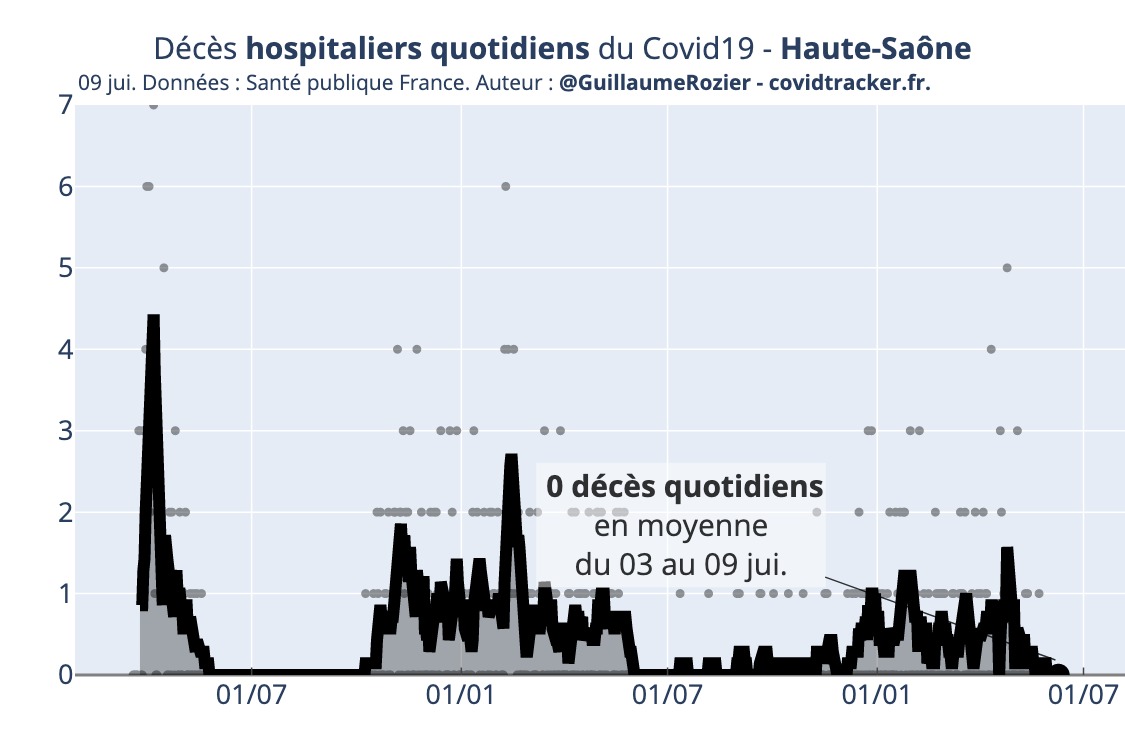 Décès hospitaliers quotidiens du Covid19 - Haute-Saône
09 jui. Données : Santé publique France. Auteur : @GuillaumeRozier - covidtracker.fr.
7
6
5
4
3
2
1
0
0 décès quotidiens
en moyenne
du 03 au 09 jui.
01/07 01/01 01/07 01/01 01/07